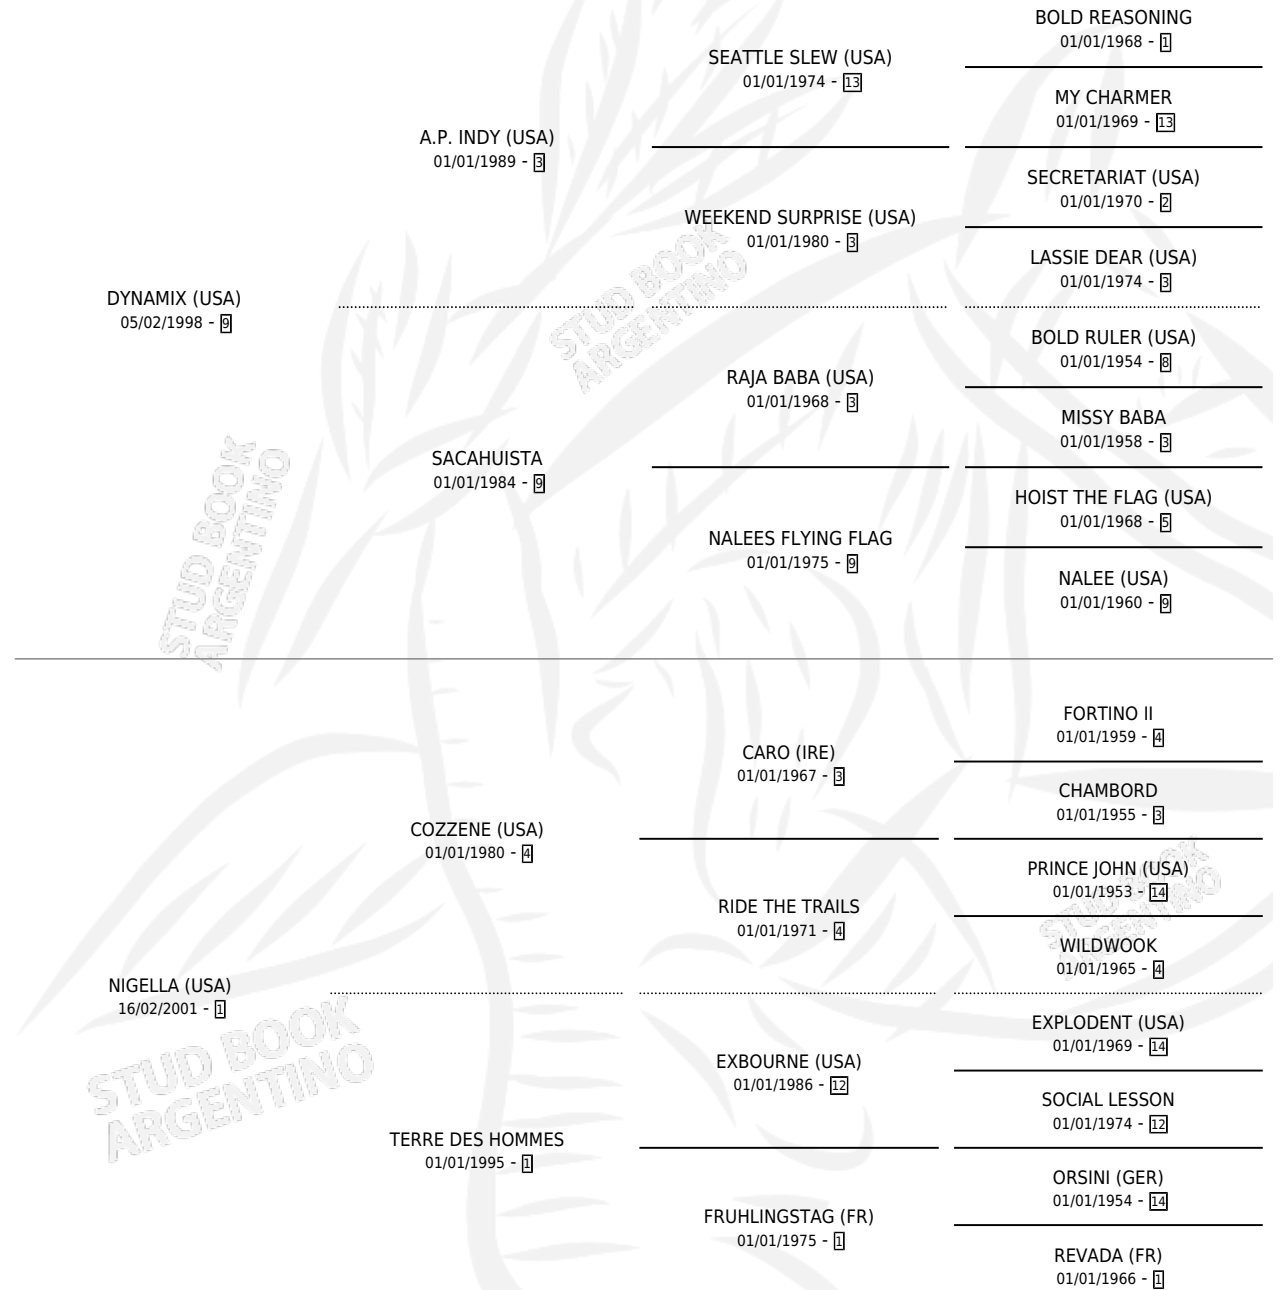 BOLD REASONING
01/01/1968 - 1
SEATTLE SLEW (USA)
01/01/1974 - 13
MY CHARMER
01/01/1969 - 13
A.P. INDY (USA)
01/01/1989 - 3
SECRETARIAT (USA)
01/01/1970 - 2
WEEKEND SURPRISE (USA)
01/01/1980 - 3
LASSIE DEAR (USA)
01/01/1974 - 3
DYNAMIX (USA)
05/02/1998 - 9
BOLD RULER (USA)
01/01/1954 - 8
RAJA BABA (USA)
01/01/1968 - 3
MISSY BABA
01/01/1958 - 3
SACAHUISTA
01/01/1984 - 9
HOIST THE FLAG (USA)
01/01/1968 - 5
NALEES FLYING FLAG
01/01/1975 - 9
NALEE (USA)
01/01/1960 - 9
FORTINO II
01/01/1959 - 4
CARO (IRE)
01/01/1967 - 3
CHAMBORD
01/01/1955 - 3
COZZENE (USA)
01/01/1980 - 4
PRINCE JOHN (USA)
01/01/1953 - 14
RIDE THE TRAILS
01/01/1971 - 4
WILDWOOK
01/01/1965 - 4
NIGELLA (USA)
16/02/2001 - 1
EXPLODENT (USA)
01/01/1969 - 14
EXBOURNE (USA)
01/01/1986 - 12
SOCIAL LESSON
01/01/1974 - 12
TERRE DES HOMMES
01/01/1995 - 1
ORSINI (GER)
01/01/1954 - 14
FRUHLINGSTAG (FR)
01/01/1975 - 1
REVADA (FR)
01/01/1966 - 1
STUD BOOK
ARGENTINO
STUD BOOK
ARGENTINO
STUD BOOK
ARGENTINO
STUD BOOK
ARGENTINO